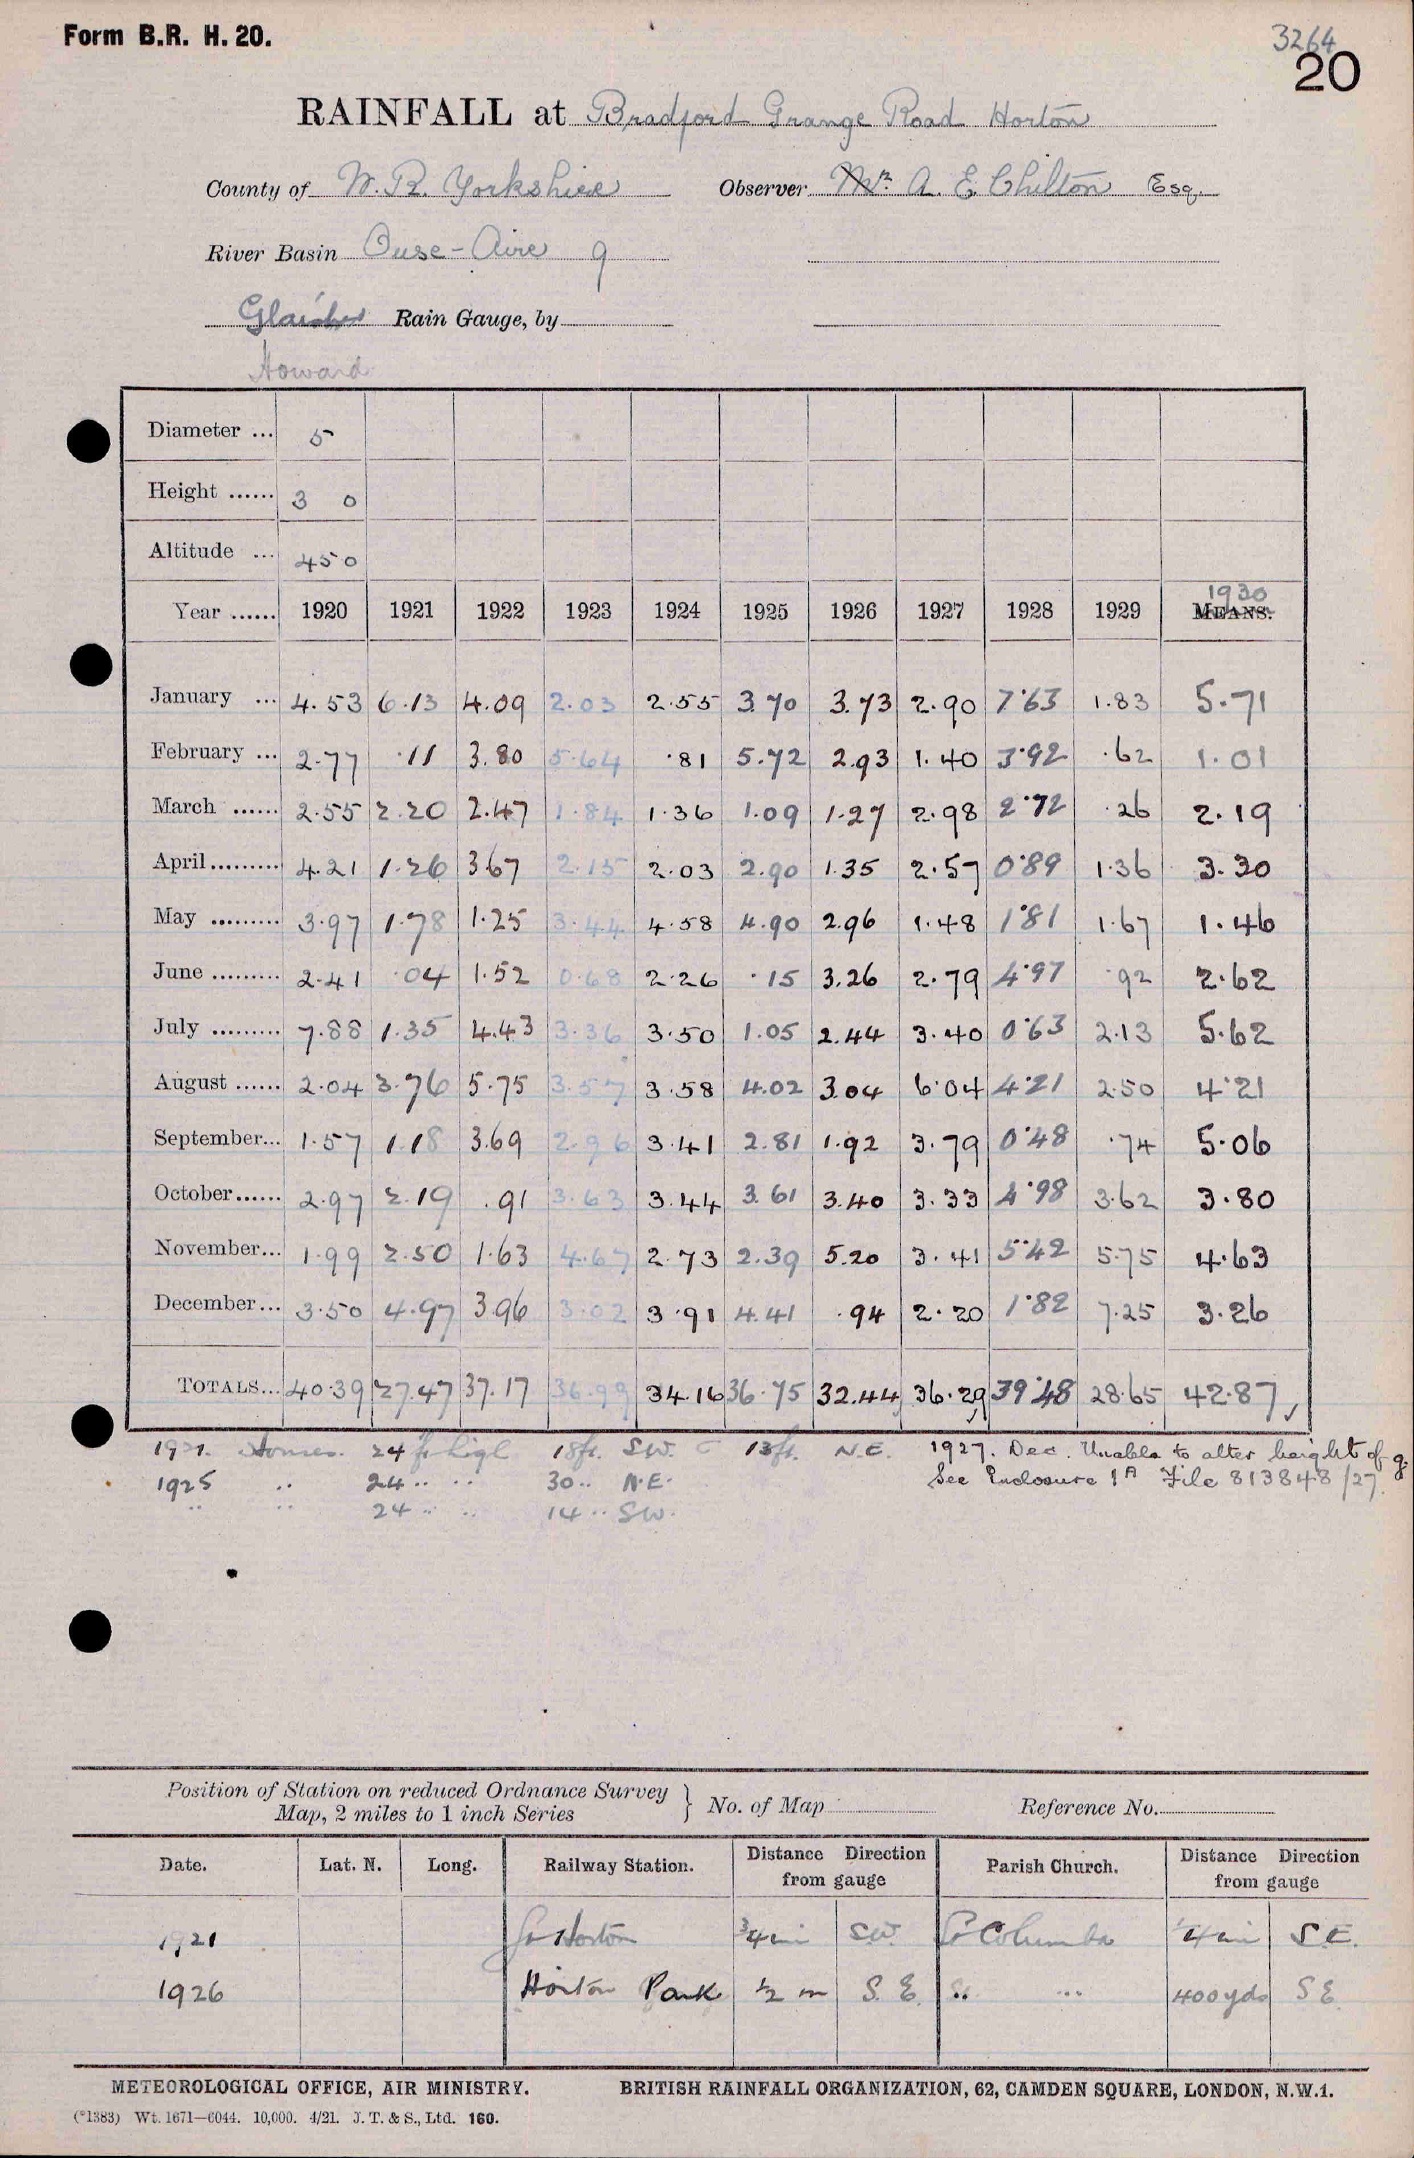 Form B.R. H. 20.
3264
20
RAINFALL at Bradford Grange Road Horton
County of W. R. Yorkshire Observer Mr. A. E. Chilton Esq.
River Basin Ouse-Aire 9
Glaisher Rain Gauge, by
Howard
Diameter ... 5
Height ...... 3 0
Altitude ... 450
1930
Year ...... 1920 1921 1922 1923 1924 1925 1926 1927 1928 1929 MEANS.
January ... 4.53 6.13 4.09 2.03 2.55 3.70 3.73 2.90 7.63 1.83 5.71
February ... 2.77 .11 3.80 5.64 .81 5.72 2.93 1.40 3.92 .62 1.01
March ...... 2.55 2.20 2.47 1.84 1.36 1.09 1.27 2.98 2.72 .26 2.19
April ......... 4.21 1.26 3.67 2.15 2.03 2.90 1.35 2.57 0.89 1.36 3.30
May ......... 3.97 1.78 1.25 3.44 4.58 4.90 2.96 1.48 1.81 1.67 1.46
June ......... 2.41 .04 1.52 0.68 2.26 .15 3.26 2.79 4.97 .92 2.62
July ......... 7.88 1.35 4.43 3.36 3.50 1.05 2.44 3.40 0.63 2.13 5.62
August ...... 2.04 3.76 5.75 3.57 3.58 4.02 3.04 6.04 4.21 2.50 4.21
September... 1.57 1.18 3.69 2.96 3.41 2.81 1.92 3.79 0.48 .74 5.06
October...... 2.97 2.19 .91 3.63 3.44 3.61 3.40 3.33 4.98 3.62 3.80
November... 1.99 2.50 1.63 4.67 2.73 2.39 5.20 3.41 5.42 5.75 4.63
December... 3.50 4.97 3.96 3.02 3.91 4.41 .94 2.20 1.82 7.25 3.26
TOTALS... 40.39 27.47 37.17 36.99 34.16 36.75 32.44 36.29 39.48 28.65 42.87
1921. Houses. 24 ft high 18 ft. S.W. 13 ft. N.E. 1927. Dec. Unable to alter height of g.
1925 .. 24 .. .. 30 .. N.E. See Enclosure 1A File 813848/27.
.. .. 24 .. .. 14 .. SW.
Position of Station on reduced Ordnance Survey
Map, 2 miles to 1 inch Series } No. of Map Reference No.
Date. Lat. N. Long. Railway Station. Distance Direction from gauge Parish Church. Distance Direction from gauge
1921 Gt Horton 3/4 mi SW. St Columba 1/4 mi S.E.
1926 Horton Park 1/2 m S.E. .. ... 400 yds S E
METEOROLOGICAL OFFICE, AIR MINISTRY. BRITISH RAINFALL ORGANIZATION, 62, CAMDEN SQUARE, LONDON, N.W.1.
(*1383) Wt. 1671—6044. 10,000. 4/21. J. T. & S., Ltd. 160.